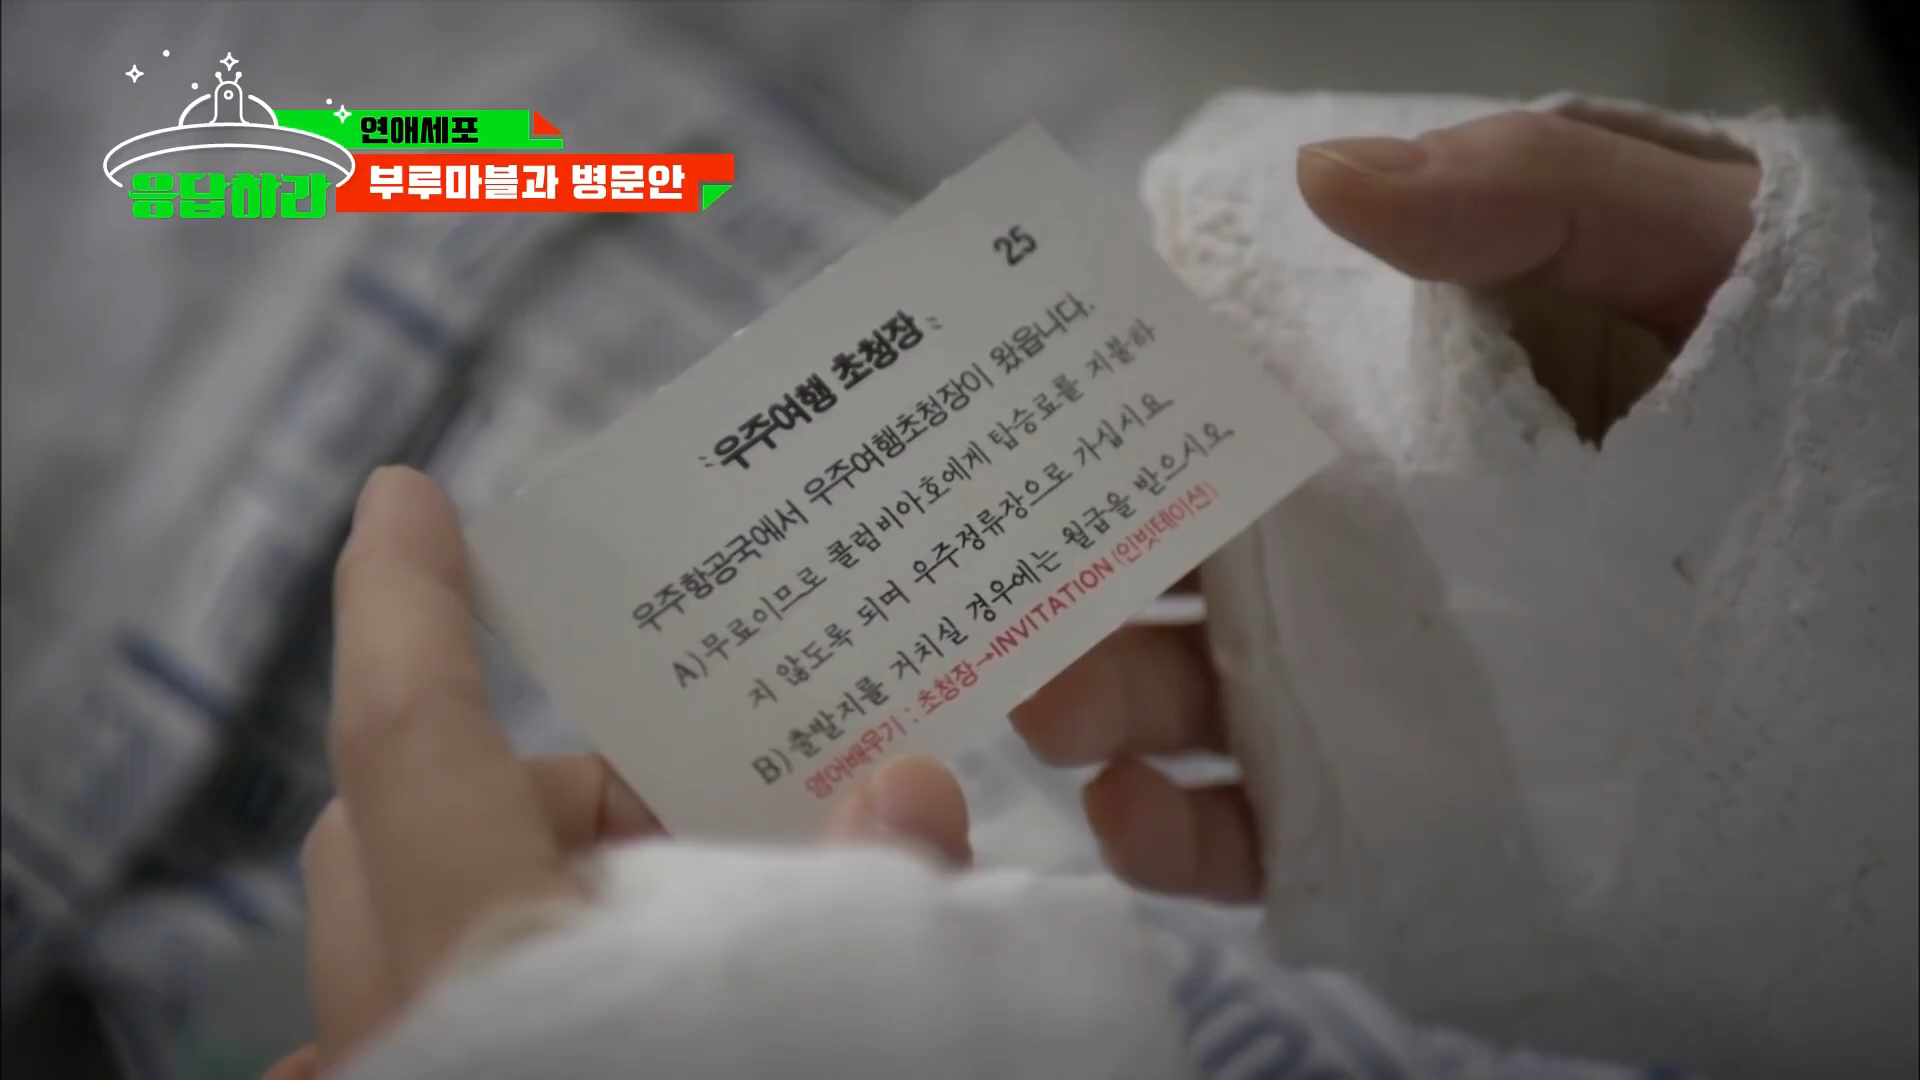 연애세포
응답하라
부루마블과 병문안
25
우주여행 초청장
우주항공국에서 우주여행초청장이 왔읍니다.
A)무료이므로 콜럼비아호에게 탑승료를 지불하
지 않도록 되며 우주정류장으로 가십시요.
B)출발지를 거치실 경우에는 월급을 받으시오.
영어배우기 : 초청장→INVITATION (인빗테이션)